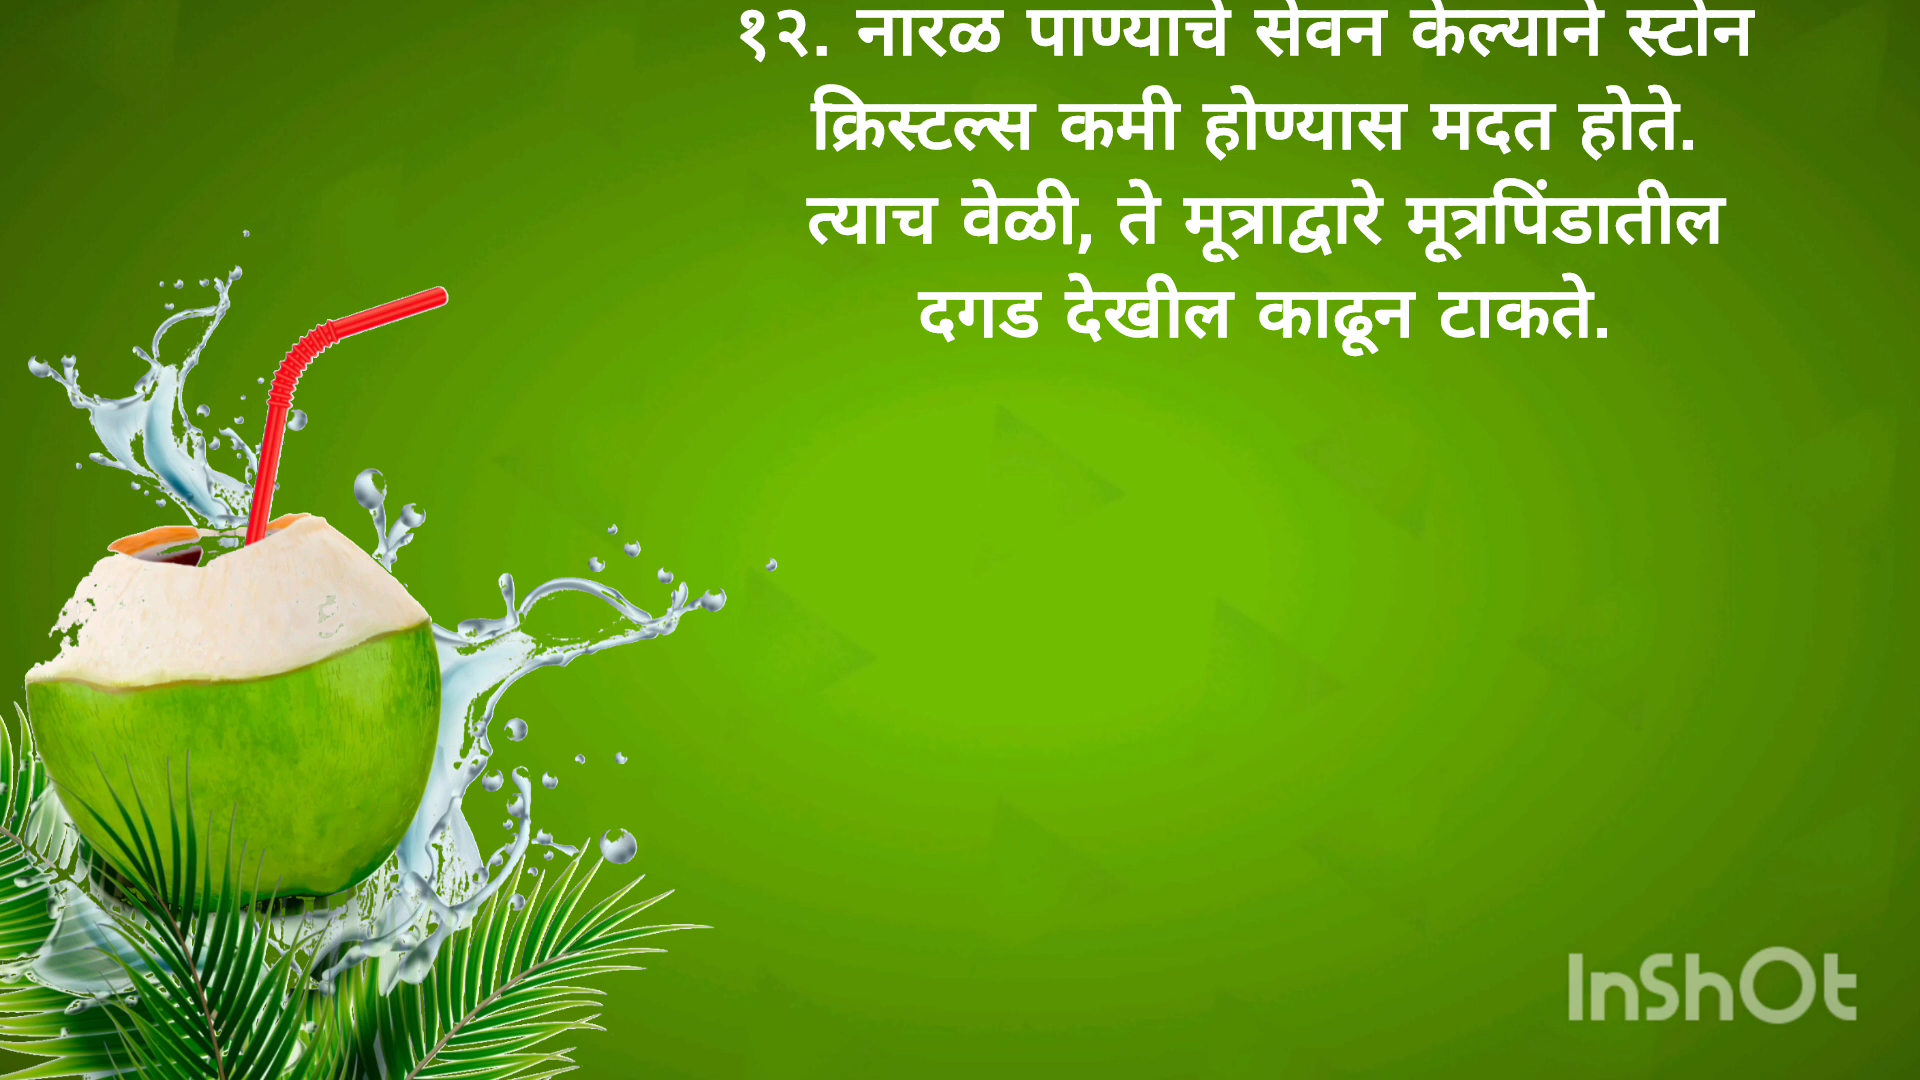 १२. नारळ पाण्याचे सेवन केल्याने स्टोन
क्रिस्टल्स कमी होण्यास मदत होते.
त्याच वेळी, ते मूत्राद्वारे मूत्रपिंडातील
दगड देखील काढून टाकते.
InShOt